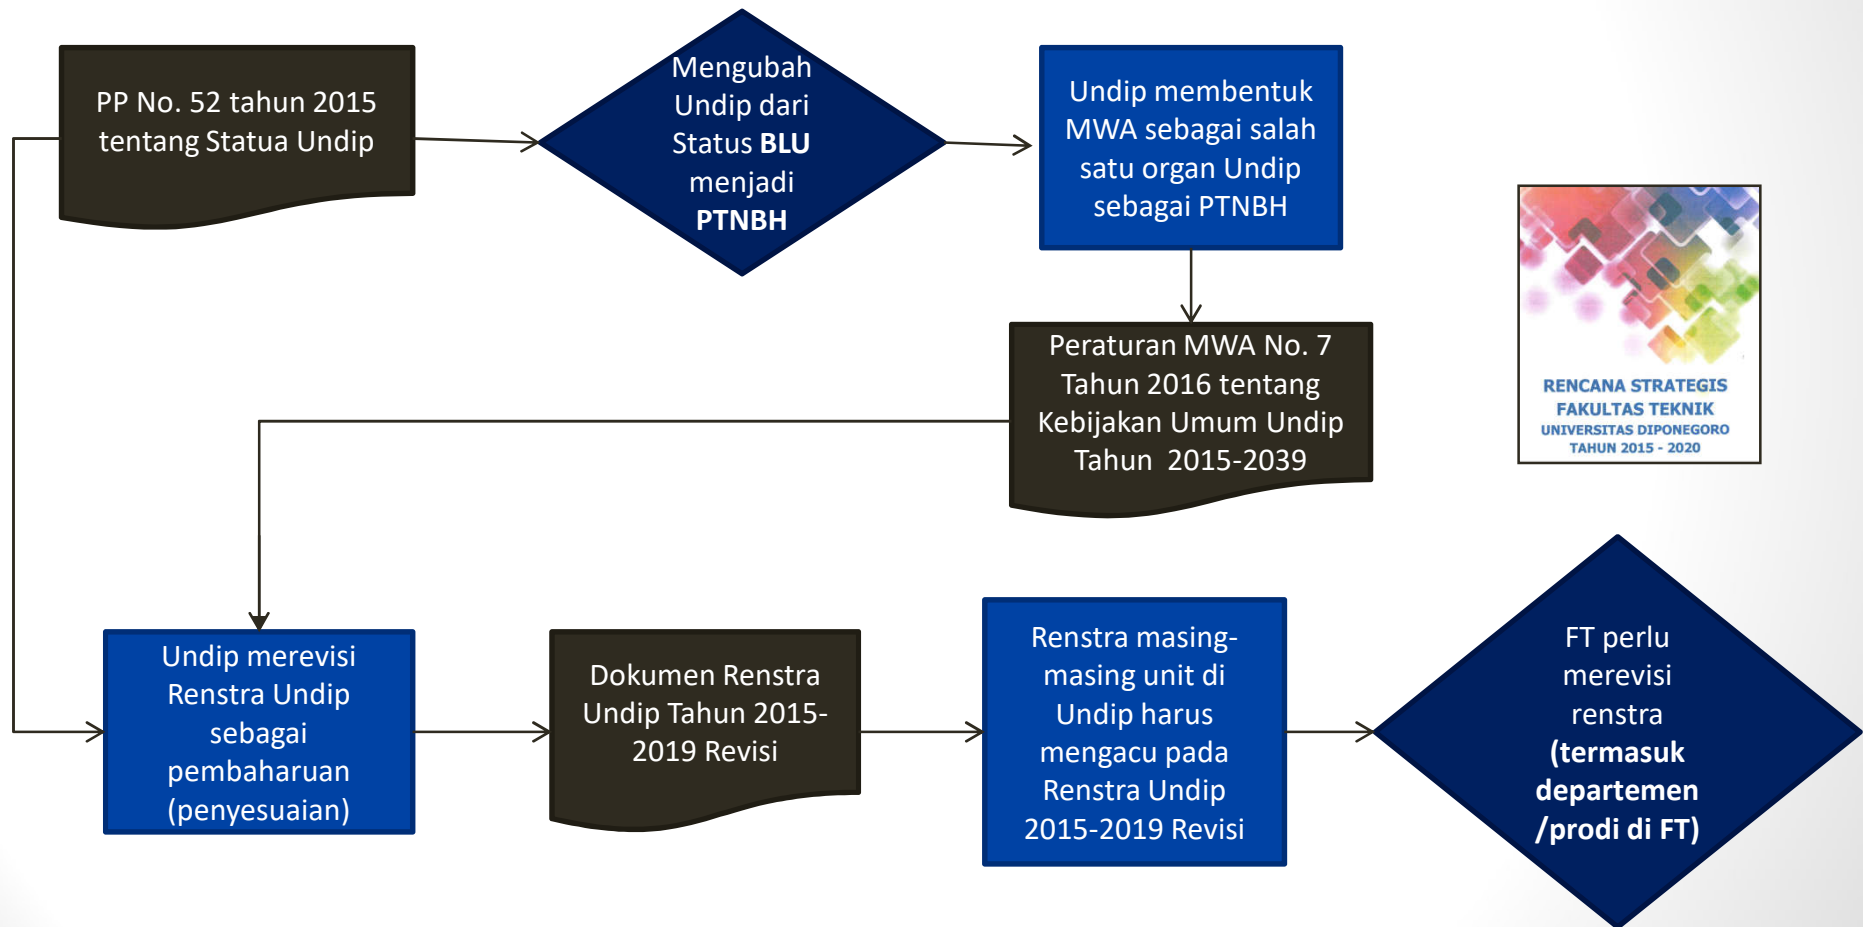 PP No. 52 tahun 2015
tentang Statua Undip
Mengubah
Undip dari
Status BLU
menjadi
PTNBH
Undip membentuk
MWA sebagai salah
satu organ Undip
sebagai PTNBH
Peraturan MWA No. 7
Tahun 2016 tentang
Kebijakan Umum Undip
Tahun 2015-2039
RENCANA STRATEGIS
FAKULTAS TEKNIK
UNIVERSITAS DIPONEGORO
TAHUN 2015 - 2020
Undip merevisi
Renstra Undip
sebagai
pembaharuan
(penyesuaian)
Dokumen Renstra
Undip Tahun 2015-
2019 Revisi
Renstra masing-
masing unit di
Undip harus
mengacu pada
Renstra Undip
2015-2019 Revisi
FT perlu
merevisi
renstra
(termasuk
departemen
/prodi di FT)